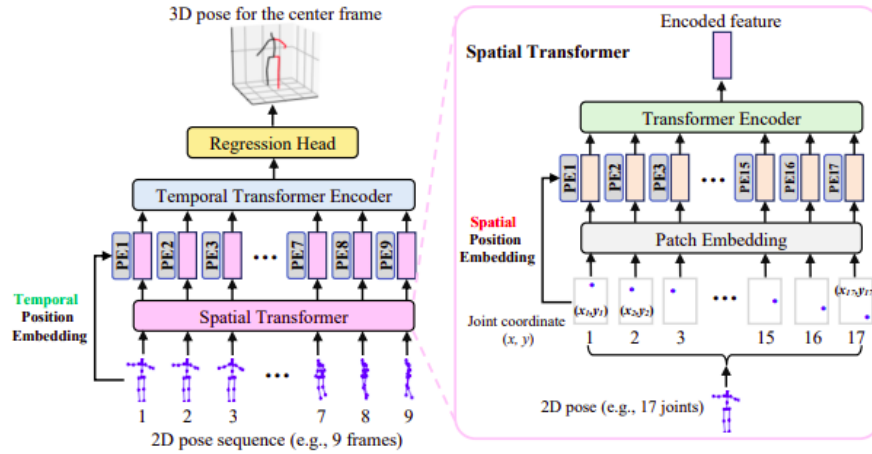 3D pose for the center frame
Regression Head
Temporal Transformer Encoder
PE1 PE2 PE3 ••• PE7 PE8 PE9
Temporal
Position
Embedding
Spatial Transformer
•••
1 2 3 7 8 9
2D pose sequence (e.g., 9 frames)
Encoded feature
Spatial Transformer
Transformer Encoder
PE1 PE2 PE3 ••• PE15 PE16 PE17
Spatial
Position
Embedding
Patch Embedding
(x1,y1) (x2,y2) ••• (x17,y17)
Joint coordinate
(x, y)
1 2 3 15 16 17
2D pose (e.g., 17 joints)